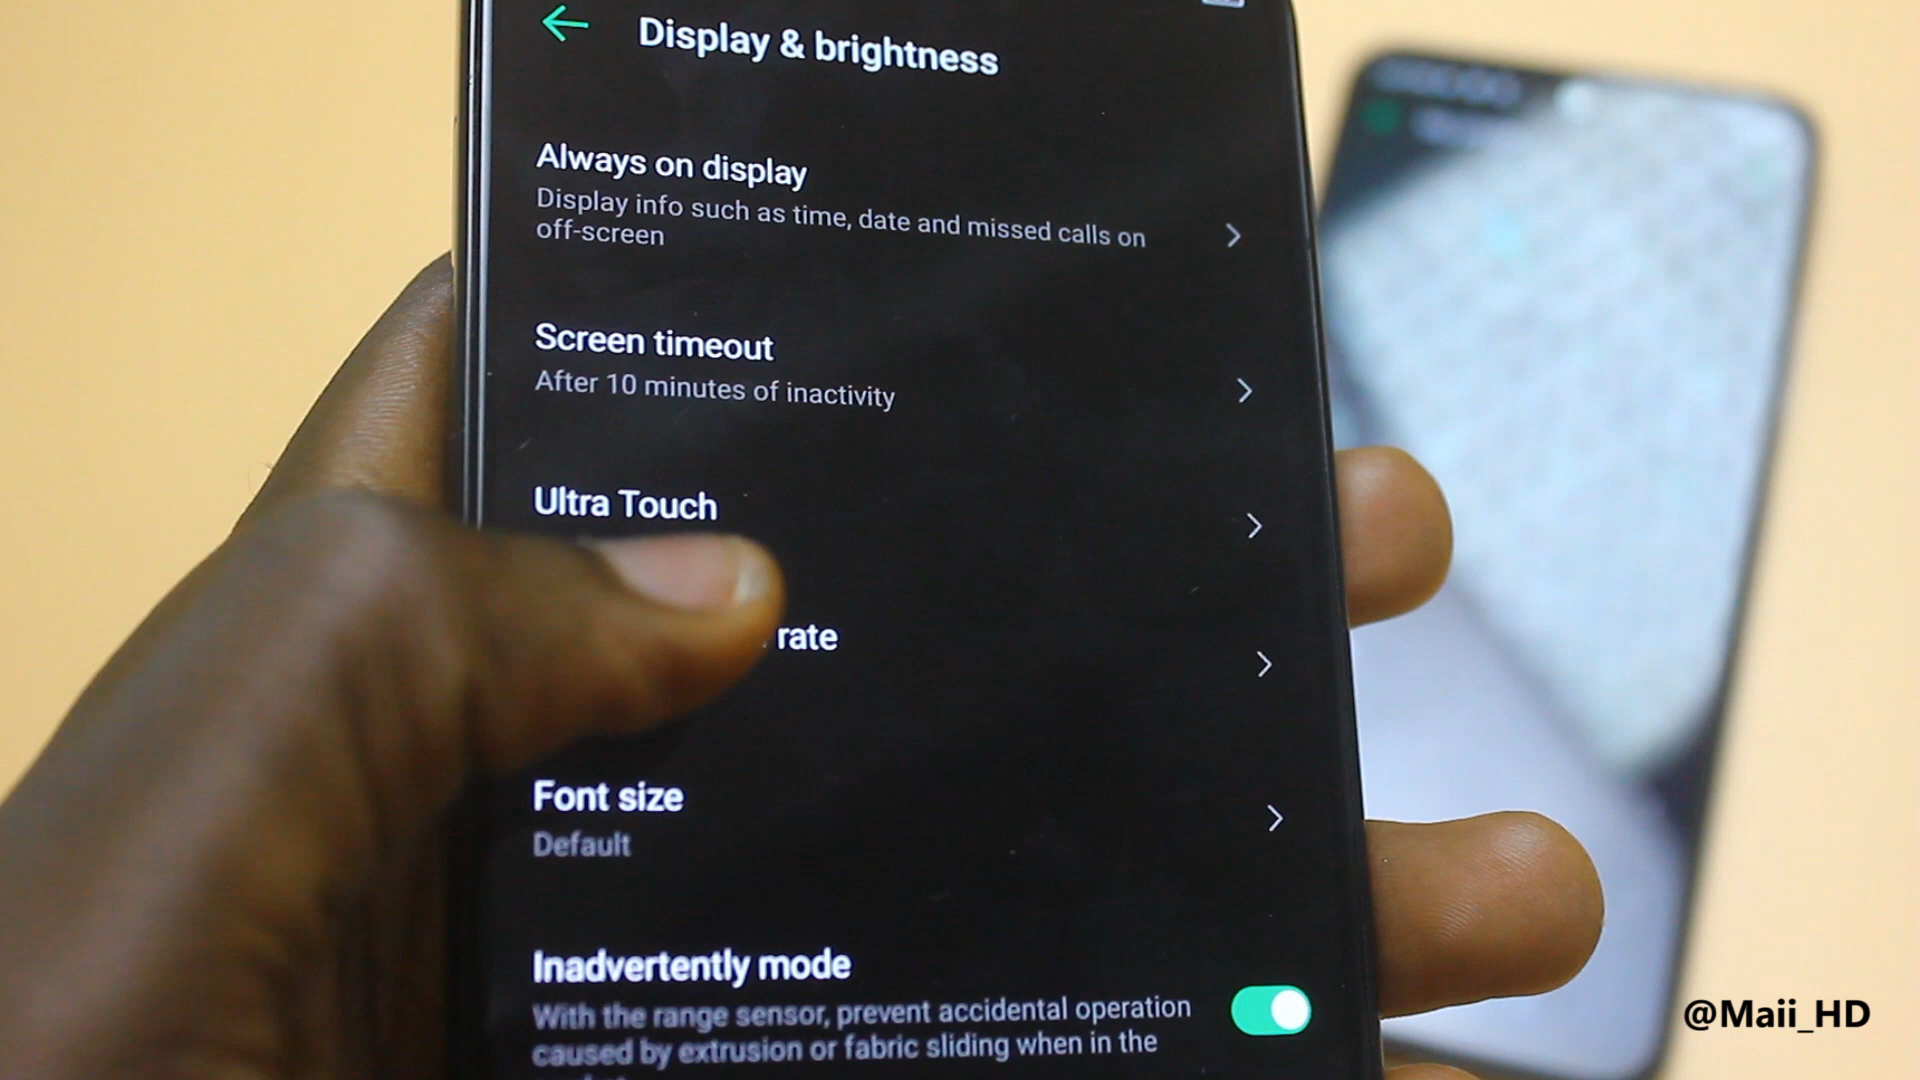 Display & brightness
Always on display
Display info such as time, date and missed calls on
off-screen
Screen timeout
After 10 minutes of inactivity
Ultra Touch
rate
Font size
Default
Inadvertently mode
With the range sensor, prevent accidental operation
caused by extrusion or fabric sliding when in the
@Maii_HD